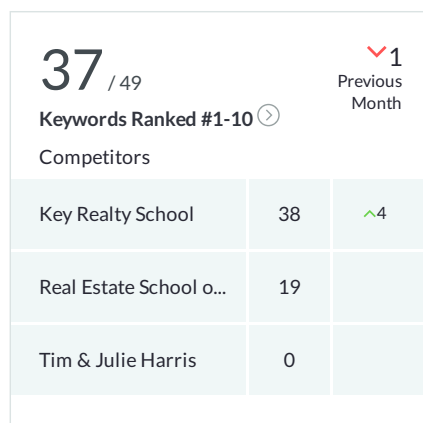 37 / 49
1
Previous
Month
Keywords Ranked #1-10
Competitors
Key Realty School 38 4
Real Estate School o... 19
Tim & Julie Harris 0